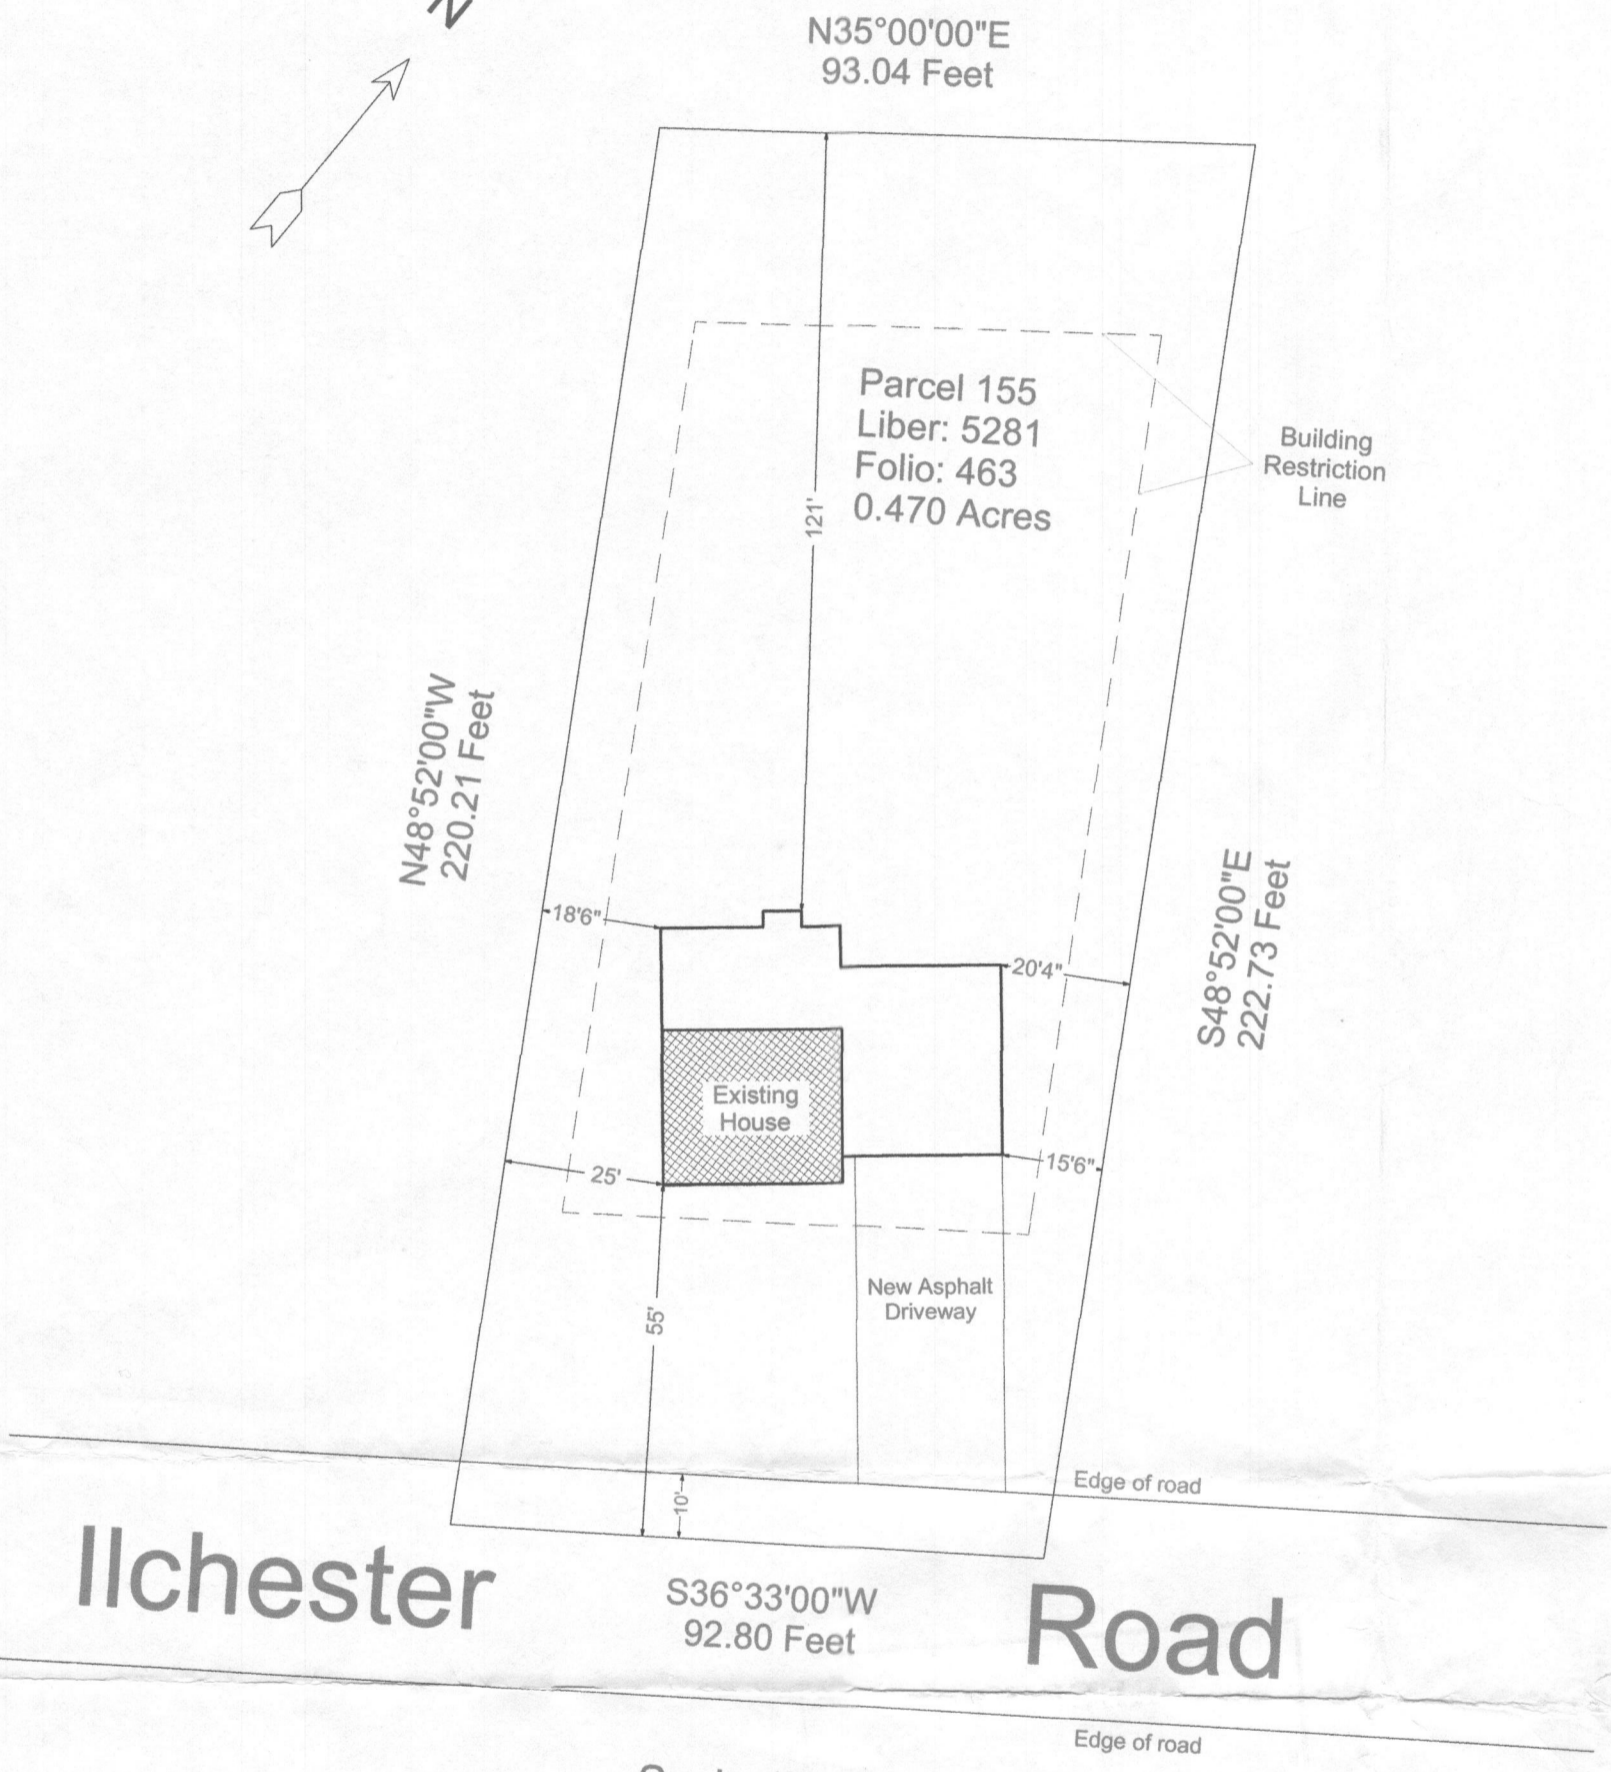 N
N35°00'00"E
93.04 Feet
Parcel 155
Liber: 5281
Folio: 463
0.470 Acres
Building
Restriction
Line
121'
N48°52'00"W
220.21 Feet
S48°52'00"E
222.73 Feet
18'6"
20'4"
Existing
House
25'
15'6"
New Asphalt
Driveway
55'
Edge of road
10'
Ilchester Road
S36°33'00"W
92.80 Feet
Edge of road